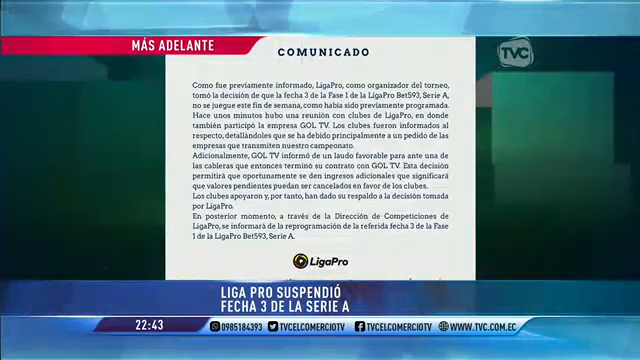 MÁS ADELANTE
TVC
COMUNICADO
Como fue previamente informado, LigaPro, como organizador del torneo,
tomó la decisión de que la fecha 3 de la Fase 1 de la LigaPro Bet593, Serie A,
no se juegue este fin de semana, como había sido previamente programada.
Hace unos minutos hubo una reunión con clubes de LigaPro, en donde
también participó la empresa GOL TV. Los clubes fueron informados al
respecto, detallándoles que se ha debido principalmente a un pedido de las
empresas que transmiten nuestro campeonato.
Adicionalmente, GOL TV informó de un laudo favorable para ante una de
las cableras que entonces terminó su contrato con GOL TV. Esta decisión
permitirá que oportunamente se den ingresos adicionales que significará
que valores pendientes puedan ser cancelados en favor de los clubes.
Los clubes apoyaron y, por tanto, han dado su respaldo a la decisión tomada
por LigaPro.
En posterior momento, a través de la Dirección de Competiciones de
LigaPro, se informará de la reprogramación de la referida fecha 3 de la Fase
1 de la LigaPro Bet593, Serie A.
LigaPro
LIGA PRO SUSPENDIÓ
FECHA 3 DE LA SERIE A
22:43
0985184393
TVCELCOMERCIOTV
TVCELCOMERCIOTV
WWW.TVC.COM.EC